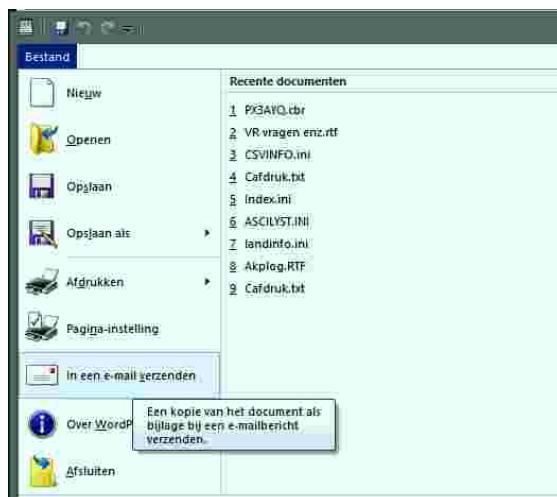 Bestand
Nieuw
Openen
Opslaan
Opslaan als
Afdrukken
Pagina-instelling
In een e-mail verzenden
Over WordP
Afsluiten
Recente documenten
1 PX3AYQ.cbr
2 VR vragen enz.rtf
3 CSVINFO.ini
4 Cafdruk.txt
5 Index.ini
6 ASCILYST.INI
7 landinfo.ini
8 Akplog.RTF
9 Cafdruk.txt
Een kopie van het document als
bijlage bij een e-mailbericht
verzenden.